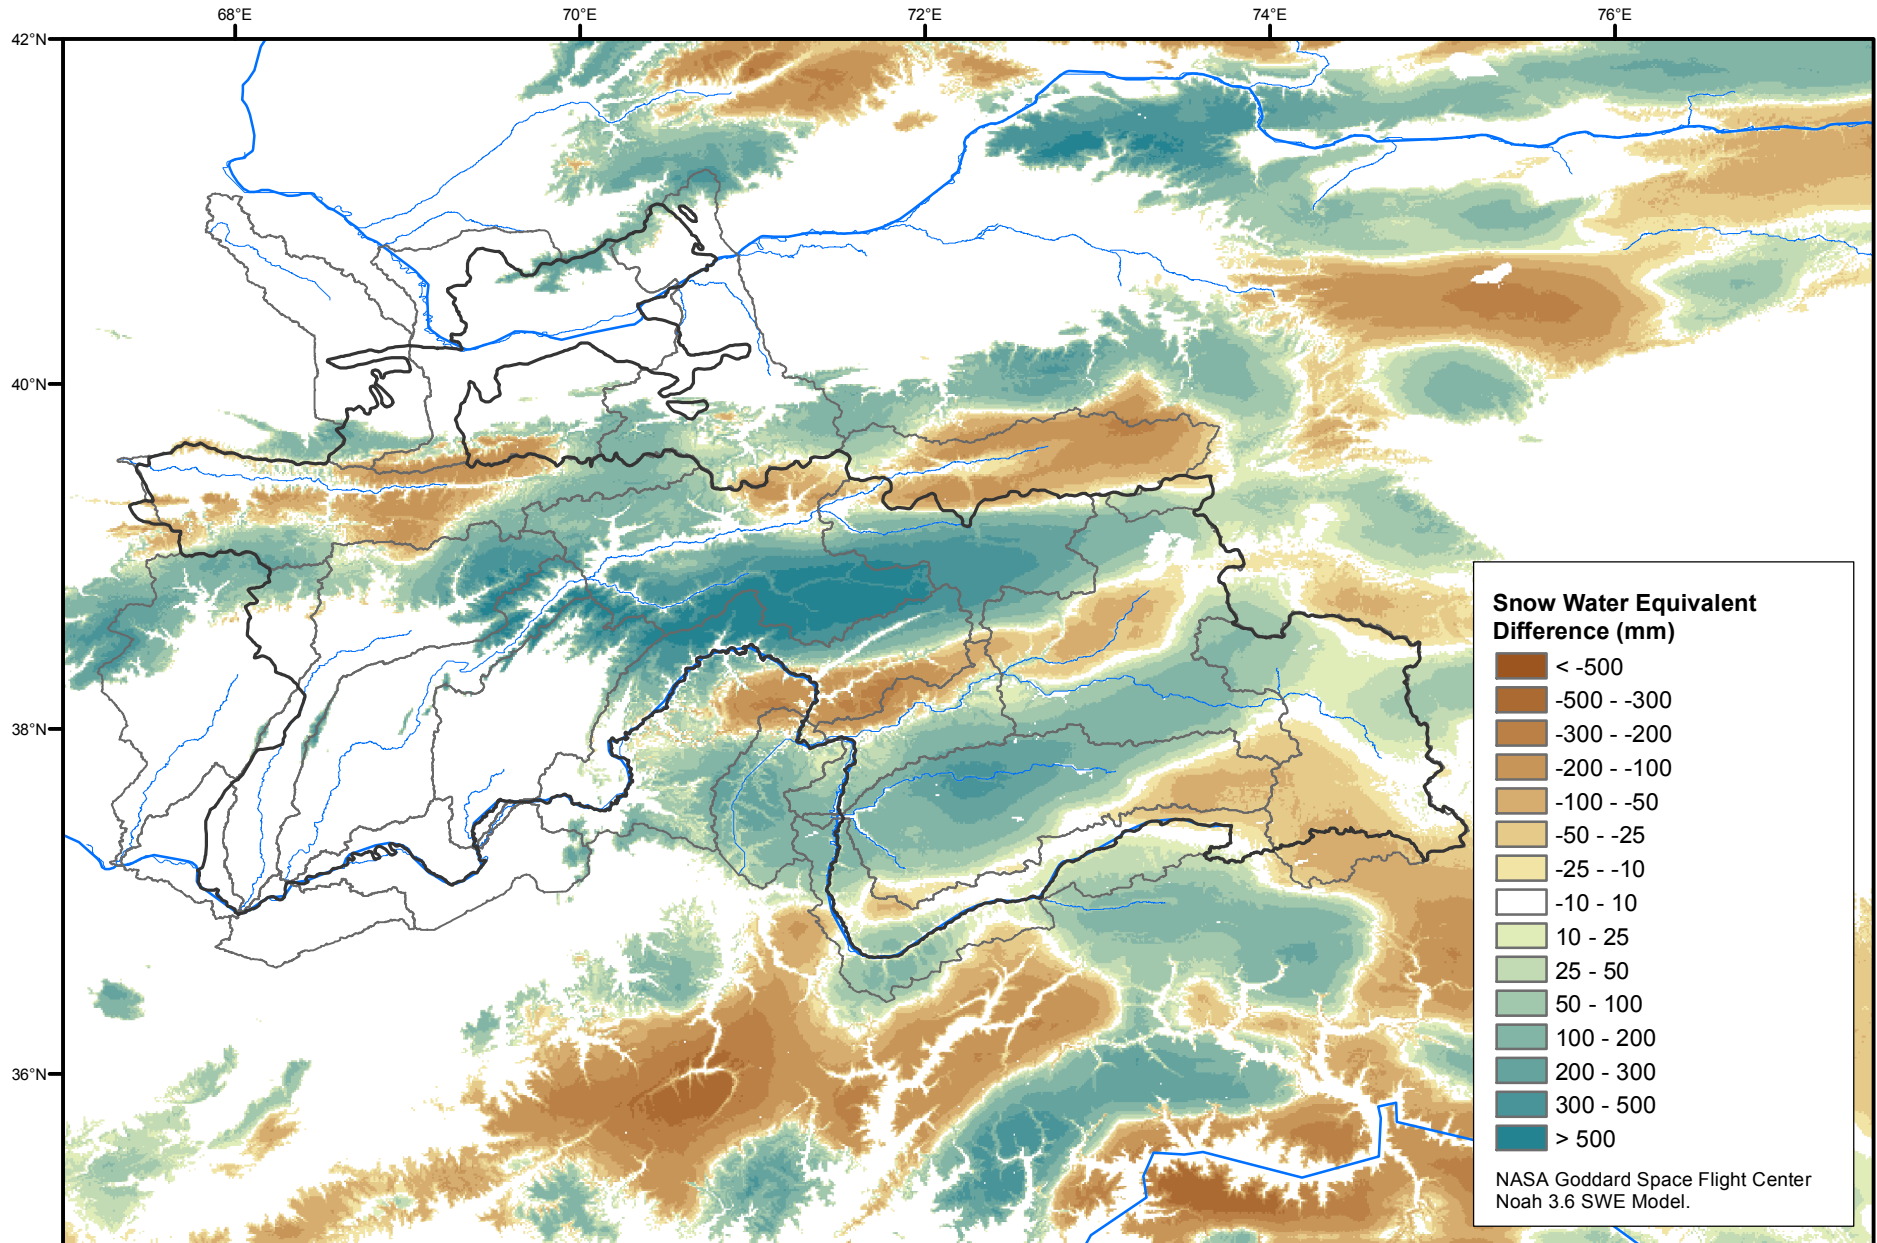 68°E
70°E
72°E
74°E
76°E
42°N
40°N
38°N
36°N
Snow Water Equivalent
Difference (mm)
< -500
-500 - -300
-300 - -200
-200 - -100
-100 - -50
-50 - -25
-25 - -10
-10 - 10
10 - 25
25 - 50
50 - 100
100 - 200
200 - 300
300 - 500
> 500
NASA Goddard Space Flight Center
Noah 3.6 SWE Model.